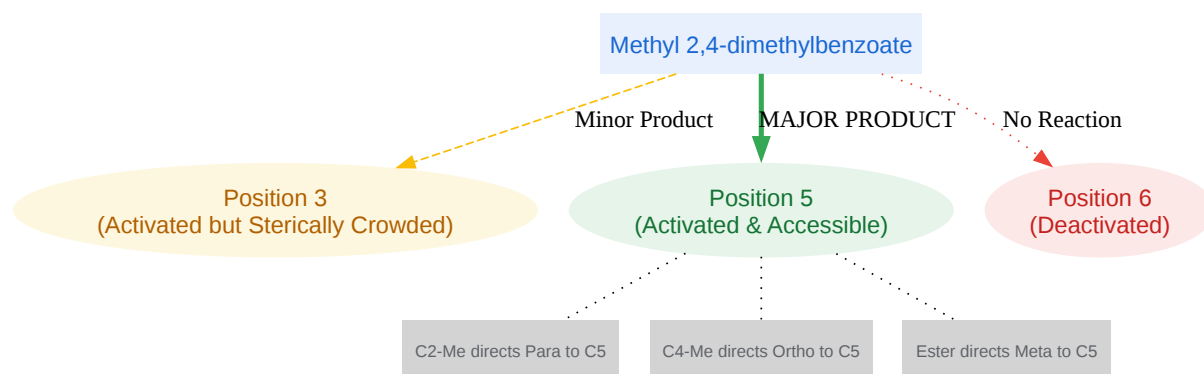 Methyl 2,4-dimethylbenzoate
Minor Product
MAJOR PRODUCT
No Reaction
Position 3
(Activated but Sterically Crowded)
Position 5
(Activated & Accessible)
Position 6
(Deactivated)
C2-Me directs Para to C5
C4-Me directs Ortho to C5
Ester directs Meta to C5